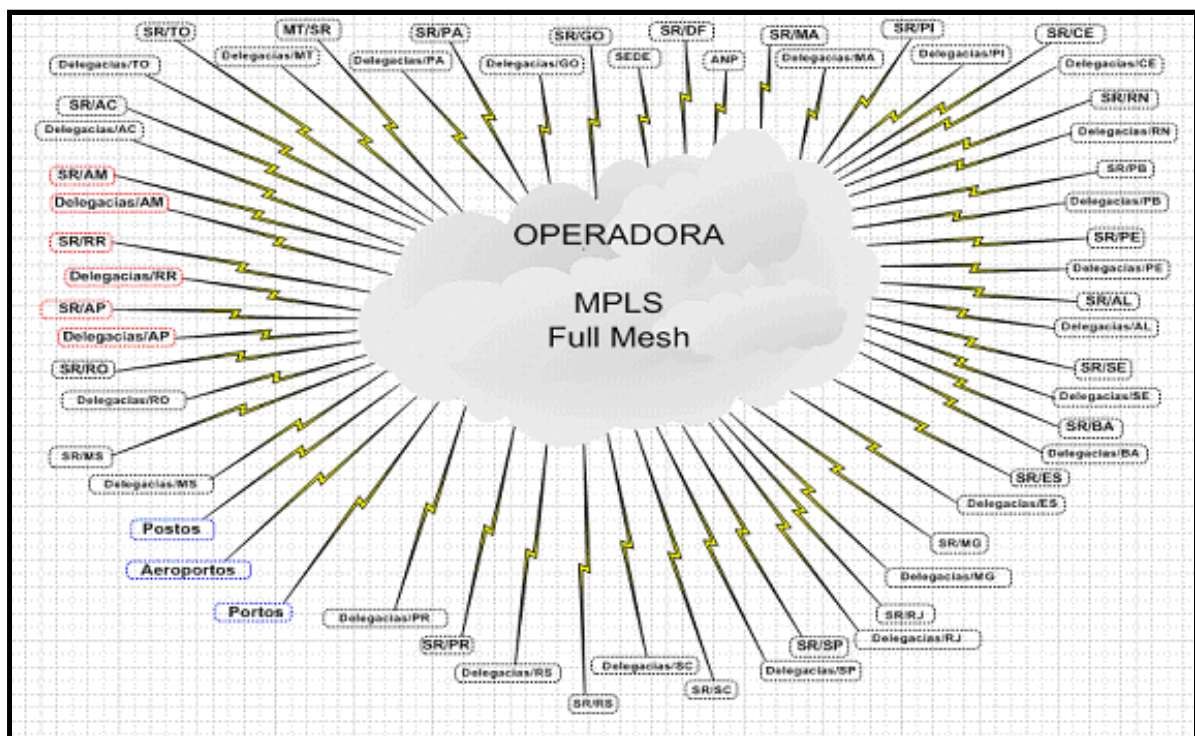 SR/TO
MT/SR
SR/PA
SR/GO
SR/DF
SR/MA
SR/PI
SR/CE
Delegacias/TO
Delegacias/MT
Delegacias/PA
Delegacias/GO
SEDE
ANP
Delegacias/MA
Delegacias/PI
Delegacias/CE
SR/AC
SR/RN
Delegacias/AC
Delegacias/RN
SR/AM
SR/PB
Delegacias/AM
Delegacias/PB
SR/RR
OPERADORA
SR/PE
Delegacias/RR
Delegacias/PE
SR/AP
MPLS
SR/AL
Delegacias/AP
Full Mesh
Delegacias/AL
SR/RO
SR/SE
Delegacias/RO
Delegacias/SE
SR/MS
SR/BA
Delegacias/MS
Delegacias/BA
SR/ES
Postos
Delegacias/ES
Aeroportos
SR/MG
Delegacias/MG
Portos
Delegacias/PR
SR/RJ
Delegacias/RJ
SR/PR
SR/SP
Delegacias/RS
Delegacias/SC
Delegacias/SP
SR/SC
SR/RS